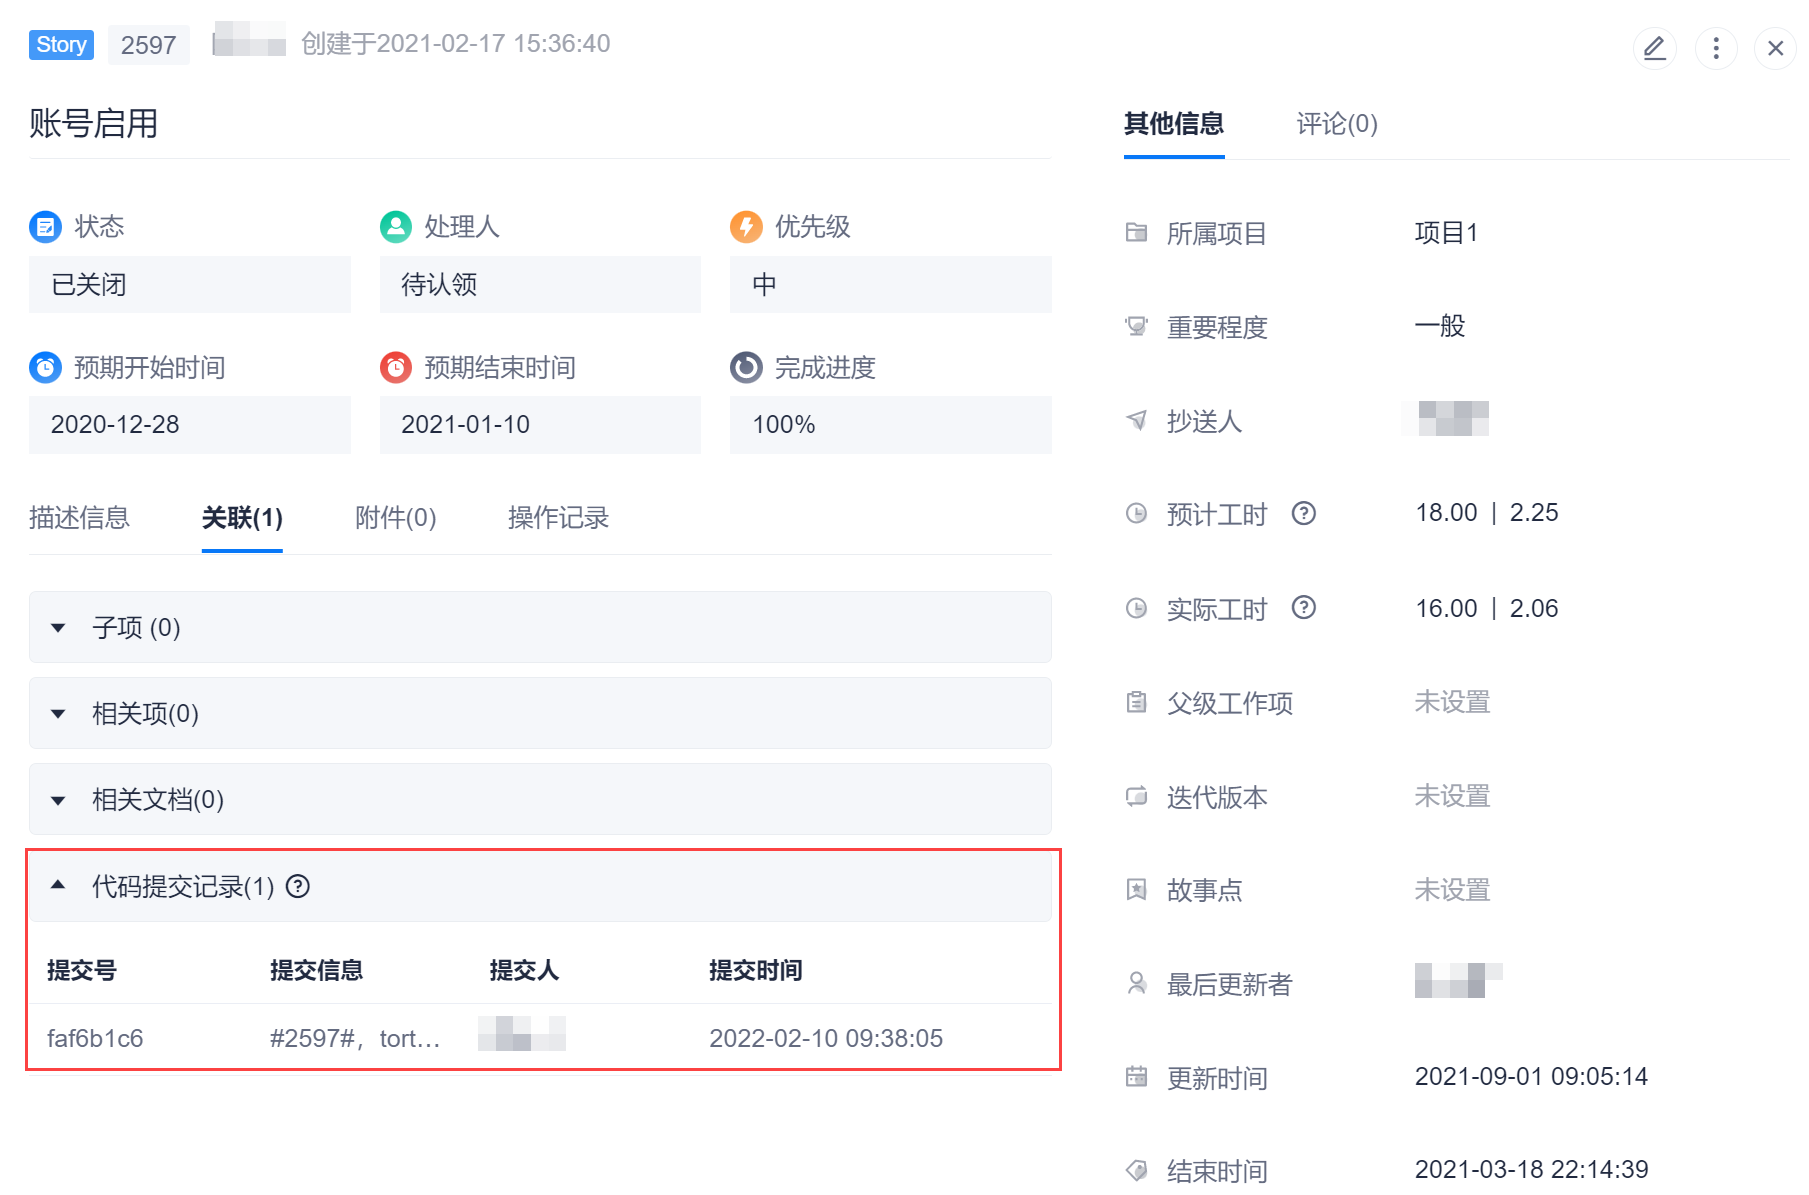 Story 2597 创建于2021-02-17 15:36:40
账号启用
状态 处理人 优先级
已关闭 待认领 中
预期开始时间 预期结束时间 完成进度
2020-12-28 2021-01-10 100%
描述信息 关联(1) 附件(0) 操作记录
子项 (0)
相关项(0)
相关文档(0)
代码提交记录(1)
提交号 提交信息 提交人 提交时间
faf6b1c6 #2597#，tort... 2022-02-10 09:38:05
其他信息 评论(0)
所属项目 项目1
重要程度 一般
抄送人
预计工时 18.00 | 2.25
实际工时 16.00 | 2.06
父级工作项 未设置
迭代版本 未设置
故事点 未设置
最后更新者
更新时间 2021-09-01 09:05:14
结束时间 2021-03-18 22:14:39